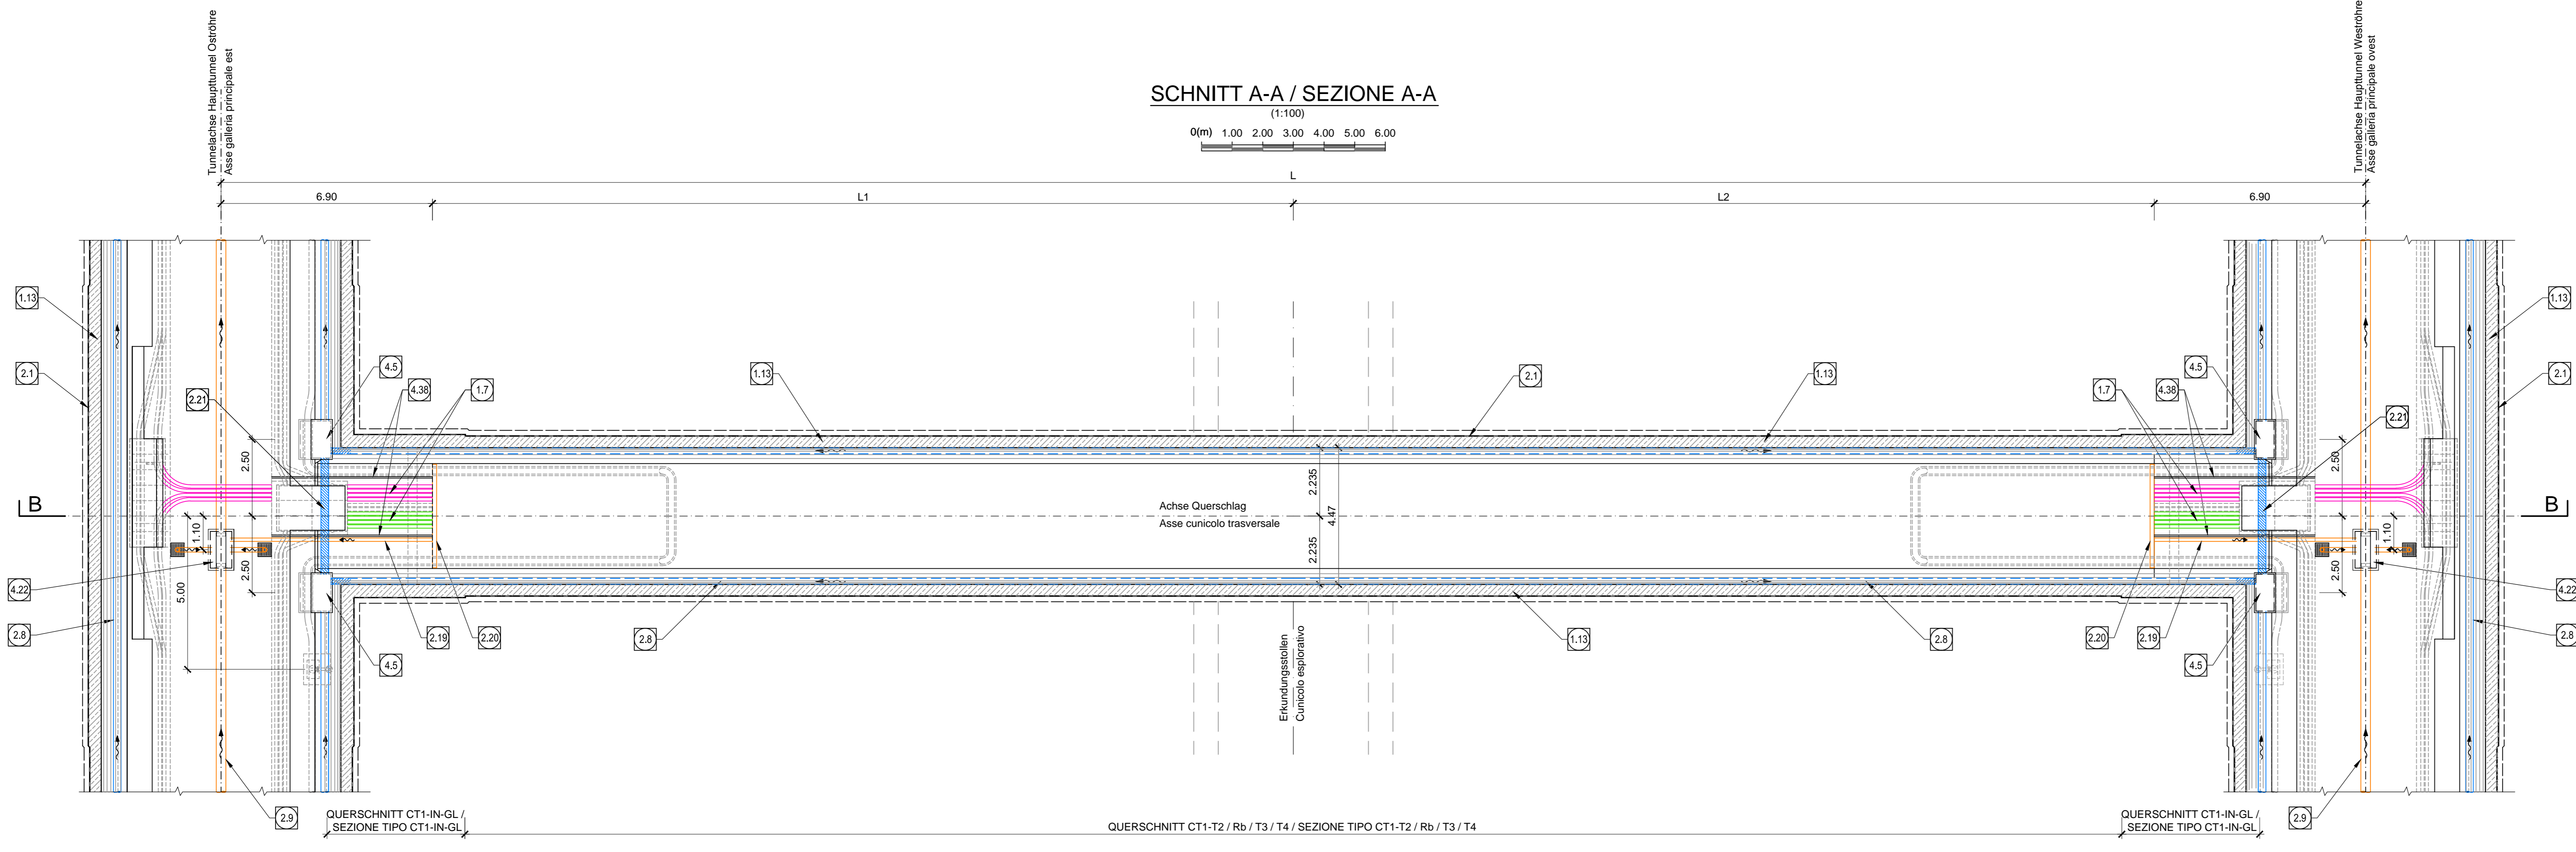 Tunnelachse Haupttunnel Oströhre
Asse galleria principale est
Tunnelachse Haupttunnel Weströhre
Asse galleria principale ovest
SCHNITT A-A / SEZIONE A-A
(1:100)
0(m) 1.00 2.00 3.00 4.00 5.00 6.00
L
6.90 L1 L2 6.90
1.13 1.13
2.1 4.5 4.38 1.7 1.13 2.1 1.13 1.7 4.38 4.5 2.1
2.21 2.21
2.50 2.235 4.47 2.50
B B
Achse Querschlag
Asse cunicolo trasversale
1.10 1.10
2.50 2.235 2.50
5.00
4.22 4.22
2.8 2.8 2.19 2.20 2.8 2.20 2.19 2.8
4.5 1.13 4.5
Erkundungsstollen
Cunicolo esplorativo
2.9 2.9
QUERSCHNITT CT1-IN-GL /
SEZIONE TIPO CT1-IN-GL
QUERSCHNITT CT1-T2 / Rb / T3 / T4 / SEZIONE TIPO CT1-T2 / Rb / T3 / T4
QUERSCHNITT CT1-IN-GL /
SEZIONE TIPO CT1-IN-GL